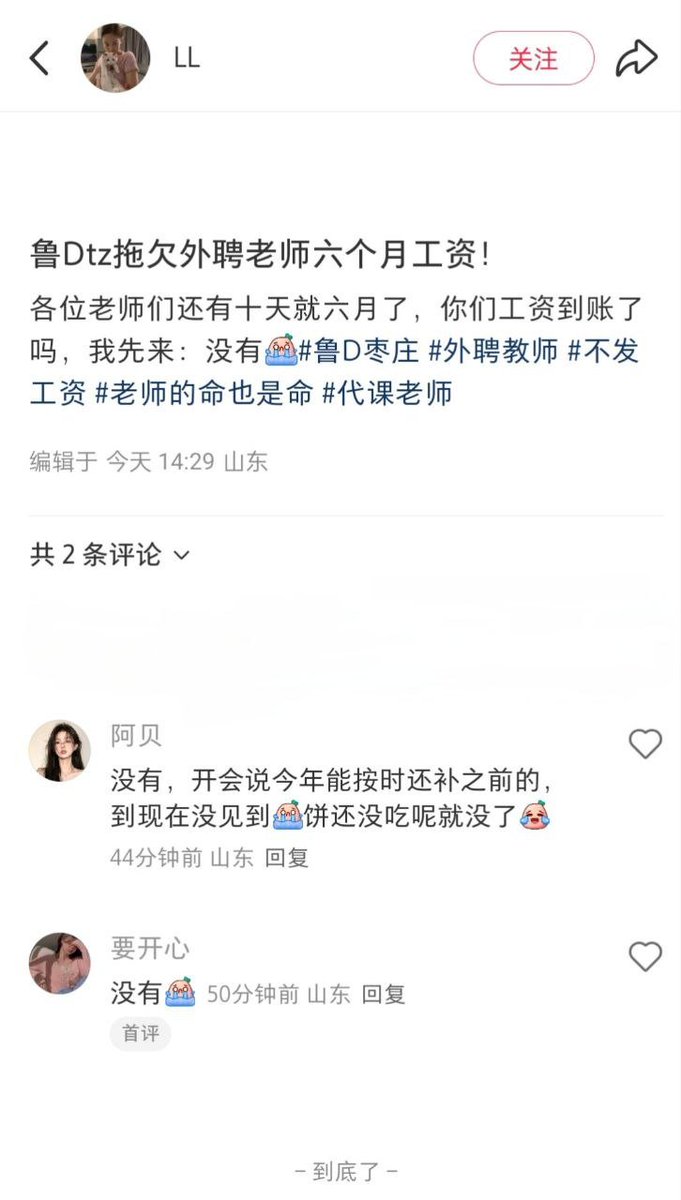 LL
关注
鲁Dtz拖欠外聘老师六个月工资！
各位老师们还有十天就六月了，你们工资到账了
吗，我先来：没有#鲁D枣庄 #外聘教师 #不发
工资 #老师的命也是命 #代课老师
编辑于 今天 14:29 山东
共 2 条评论
阿贝
没有，开会说今年能按时还补之前的，
到现在没见到饼还没吃呢就没了
44分钟前 山东 回复
要开心
没有 50分钟前 山东 回复
首评
- 到底了 -